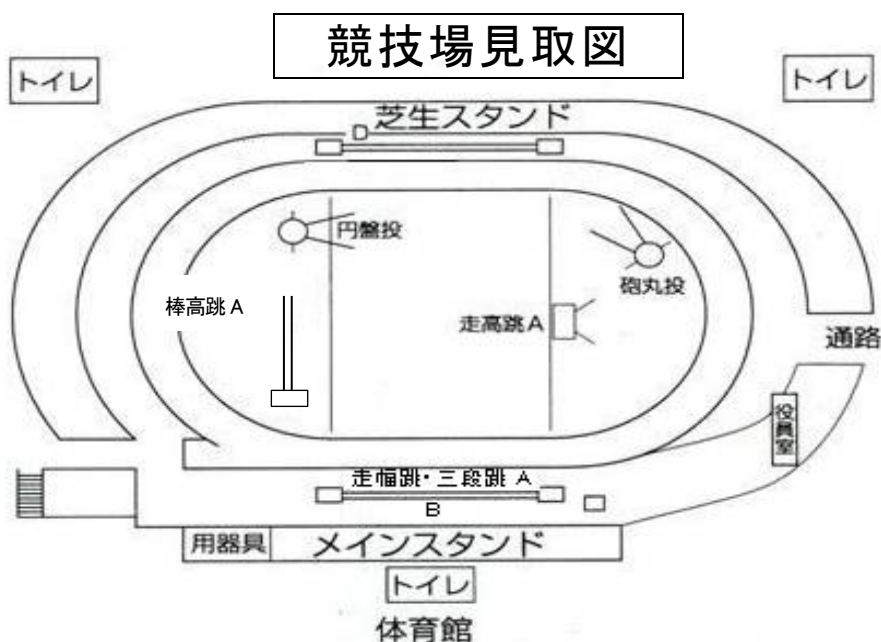 競技場見取図
トイレ
トイレ
芝生スタンド
円盤投
砲丸投
棒高跳 A
走高跳 A
通路
役員室
走幅跳・三段跳 A
B
用器具
メインスタンド
トイレ
体育館